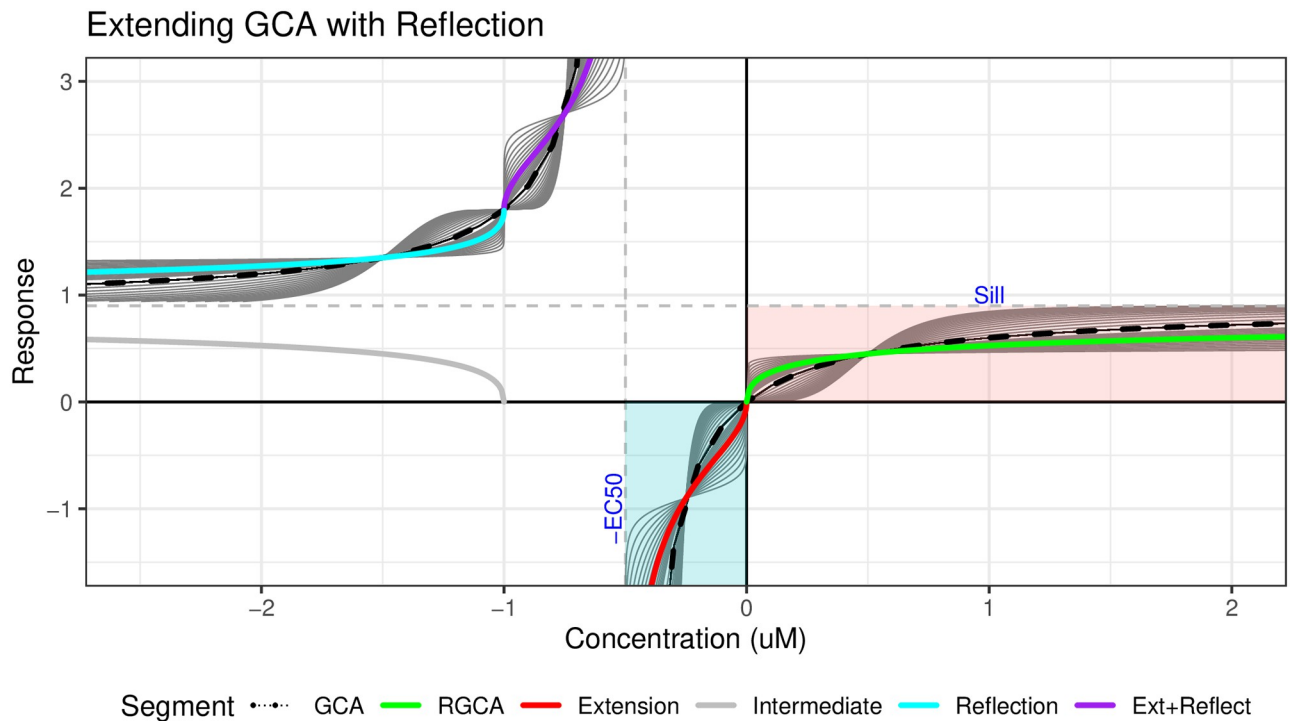 Extending GCA with Reflection
3
2
1
0
−1
Response
Sill
−EC50
−2
−1
0
1
2
Concentration (uM)
Segment GCA RGCA Extension Intermediate Reflection Ext+Reflect